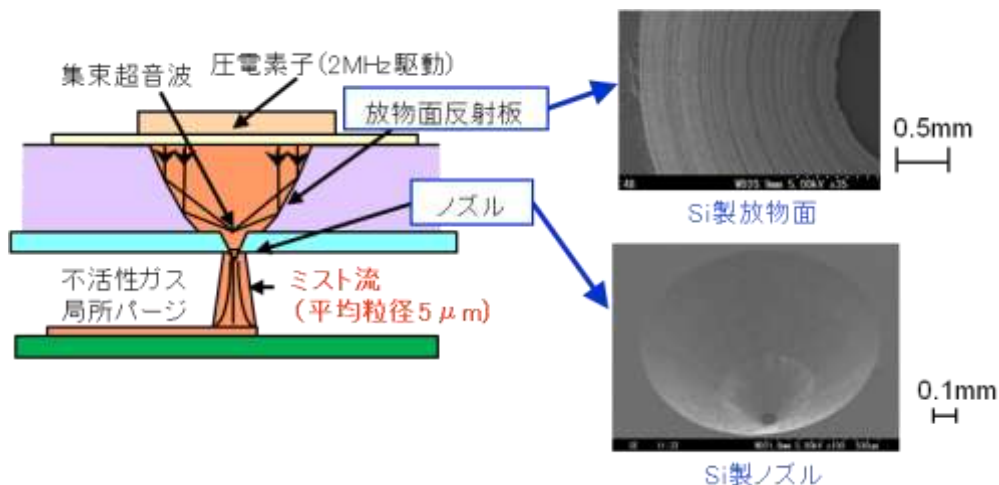 集束超音波
圧電素子(2MHz駆動)
放物面反射板
ノズル
不活性ガス
局所パージ
ミスト流
(平均粒径5μm)
0.5mm
Si製放物面
0.1mm
Si製ノズル